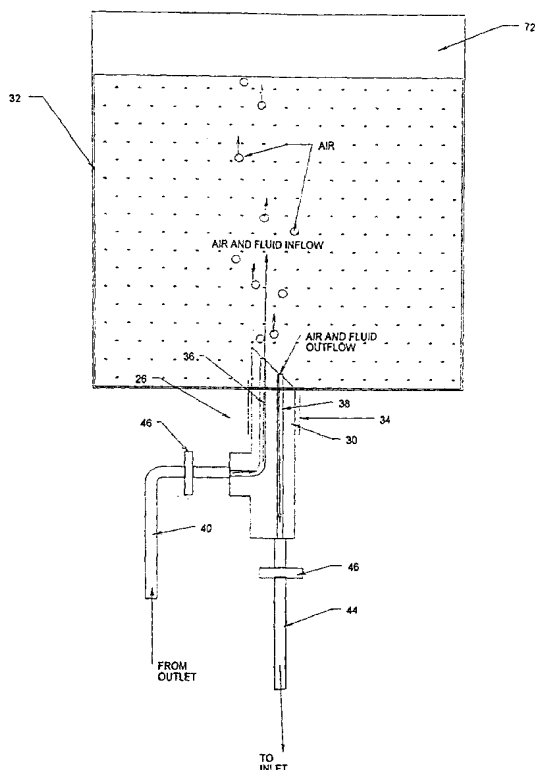 72
32
AIR
AIR AND FLUID INFLOW
AIR AND FLUID
OUTFLOW
36
26
38
34
30
46
40
46
44
FROM
OUTLET
TO
INLET